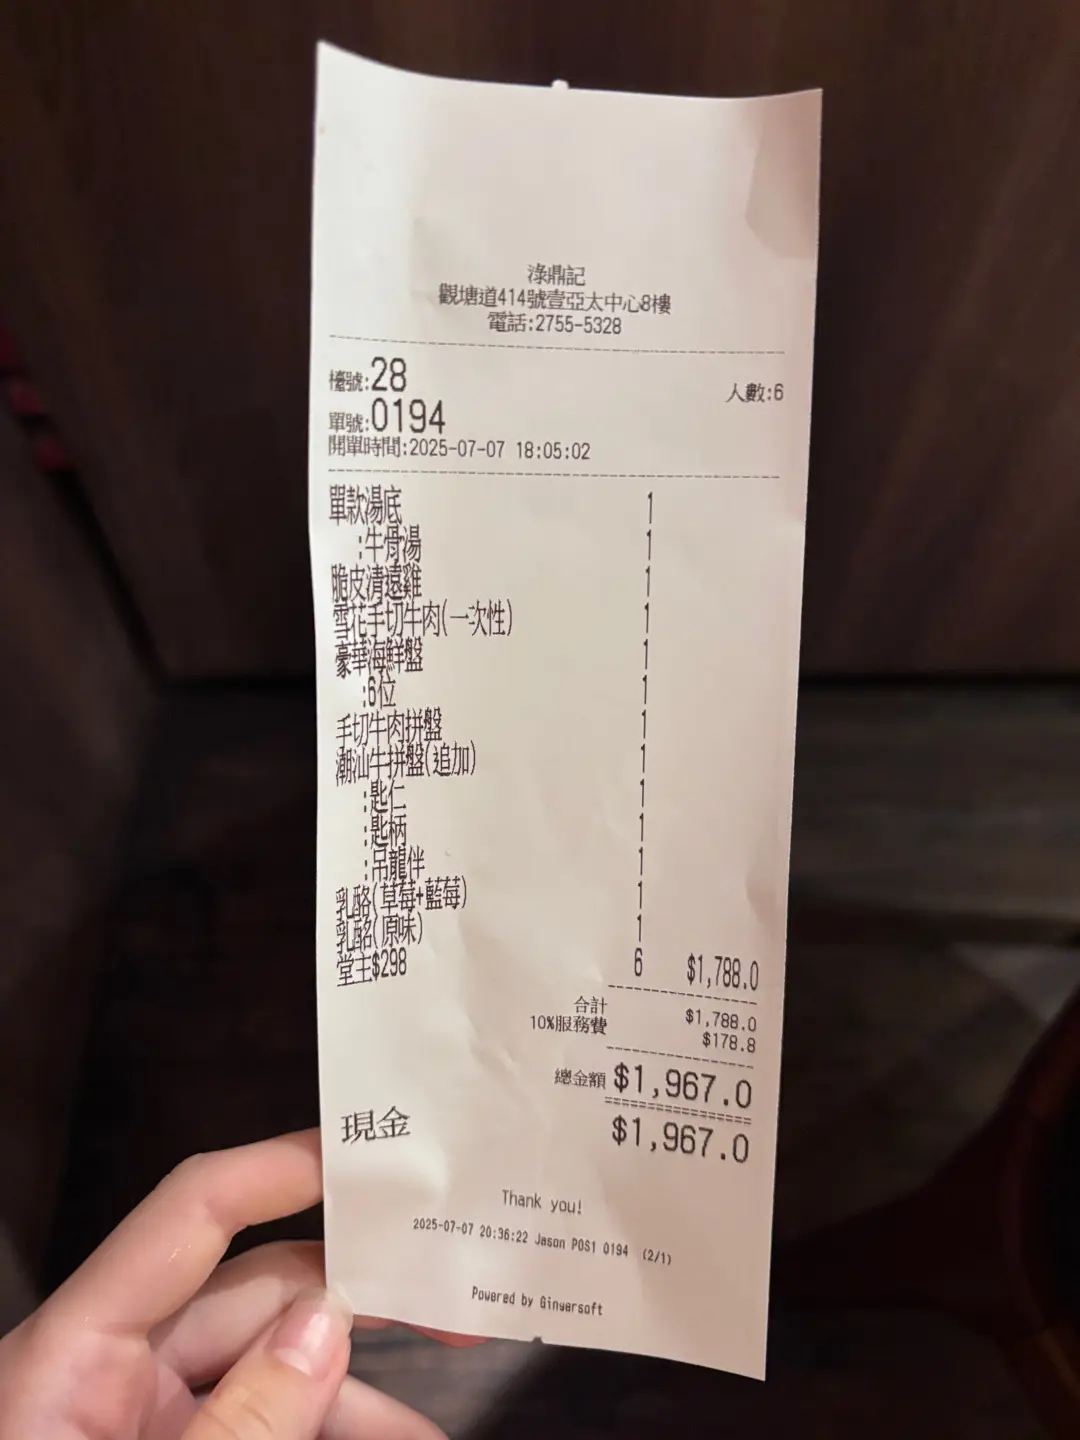 淥鼎記
觀塘道414號壹亞太中心8樓
電話:2755-5328
檯號:28 人數:6
單號:0194
開單時間:2025-07-07 18:05:02
單款湯底 1
:牛骨湯 1
脆皮清遠雞 1
雪花手切牛肉(一次性) 1
豪華海鮮盤 1
:6位 1
手切牛肉拼盤 1
潮汕牛拼盤(追加) 1
:匙仁 1
:匙柄 1
:吊龍伴 1
乳酪(草莓+藍莓) 1
乳酪(原味) 1
堂主$298 6 $1,788.0
合計 $1,788.0
10%服務費 $178.8
總金額 $1,967.0
現金 $1,967.0
Thank you!
2025-07-07 20:36:22 Jason POS1 0194 (2/1)
Powered by Ginwersoft